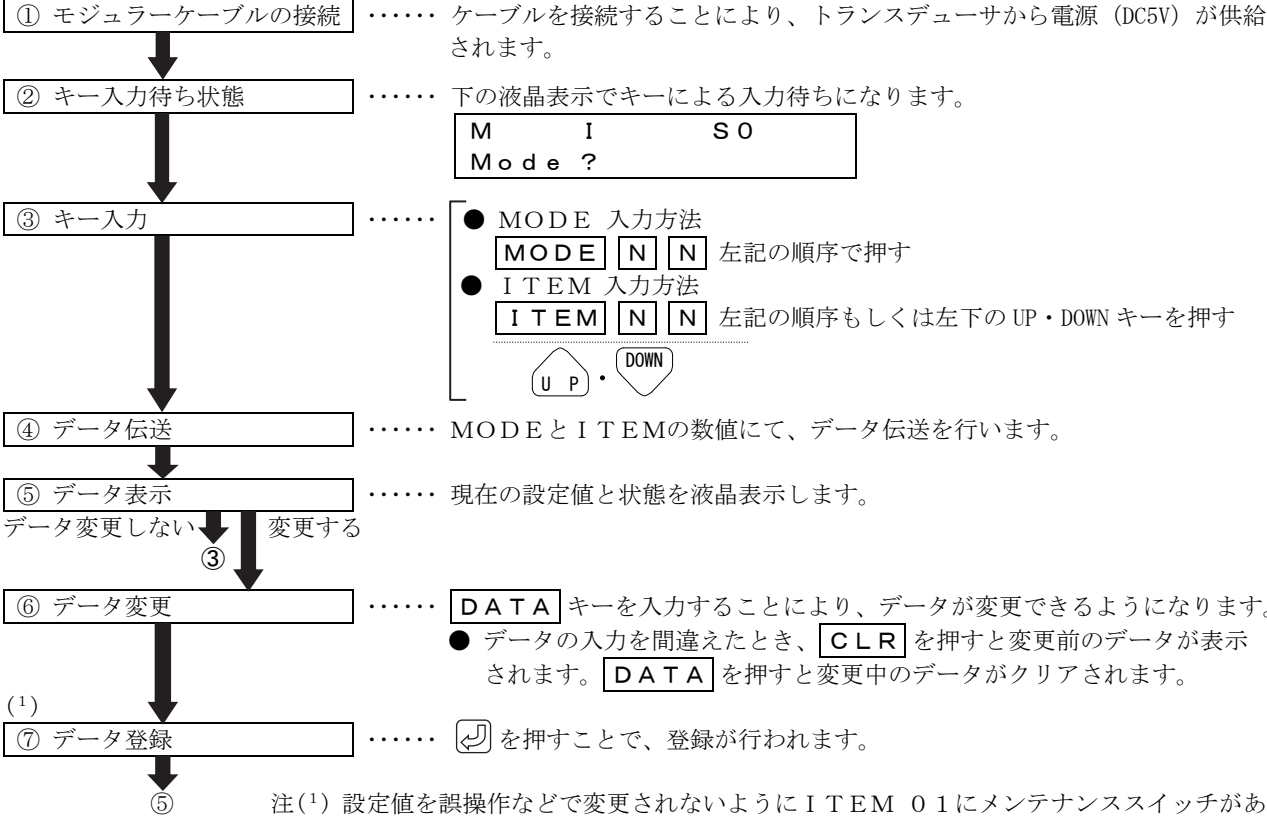 ① モジュラーケーブルの接続 ‥‥‥ ケーブルを接続することにより、トランスデューサから電源 (DC5V) が供給
されます。
② キー入力待ち状態 ‥‥‥ 下の液晶表示でキーによる入力待ちになります。
M I S0
Mode ?
③ キー入力 ‥‥‥ ● MODE 入力方法
MODE N N 左記の順序で押す
● ITEM 入力方法
ITEM N N 左記の順序もしくは左下の UP・DOWN キーを押す
U P・DOWN
④ データ伝送 ‥‥‥ MODEとITEMの数値にて、データ伝送を行います。
⑤ データ表示 ‥‥‥ 現在の設定値と状態を液晶表示します。
データ変更しない 変更する
③
⑥ データ変更 ‥‥‥ DATA キーを入力することにより、データが変更できるようになります。
● データの入力を間違えたとき、CLR を押すと変更前のデータが表示
されます。DATA を押すと変更中のデータがクリアされます。
(¹)
⑦ データ登録 ‥‥‥ を押すことで、登録が行われます。
⑤ 注(¹) 設定値を誤操作などで変更されないようにITEM 01にメンテナンススイッチがあ